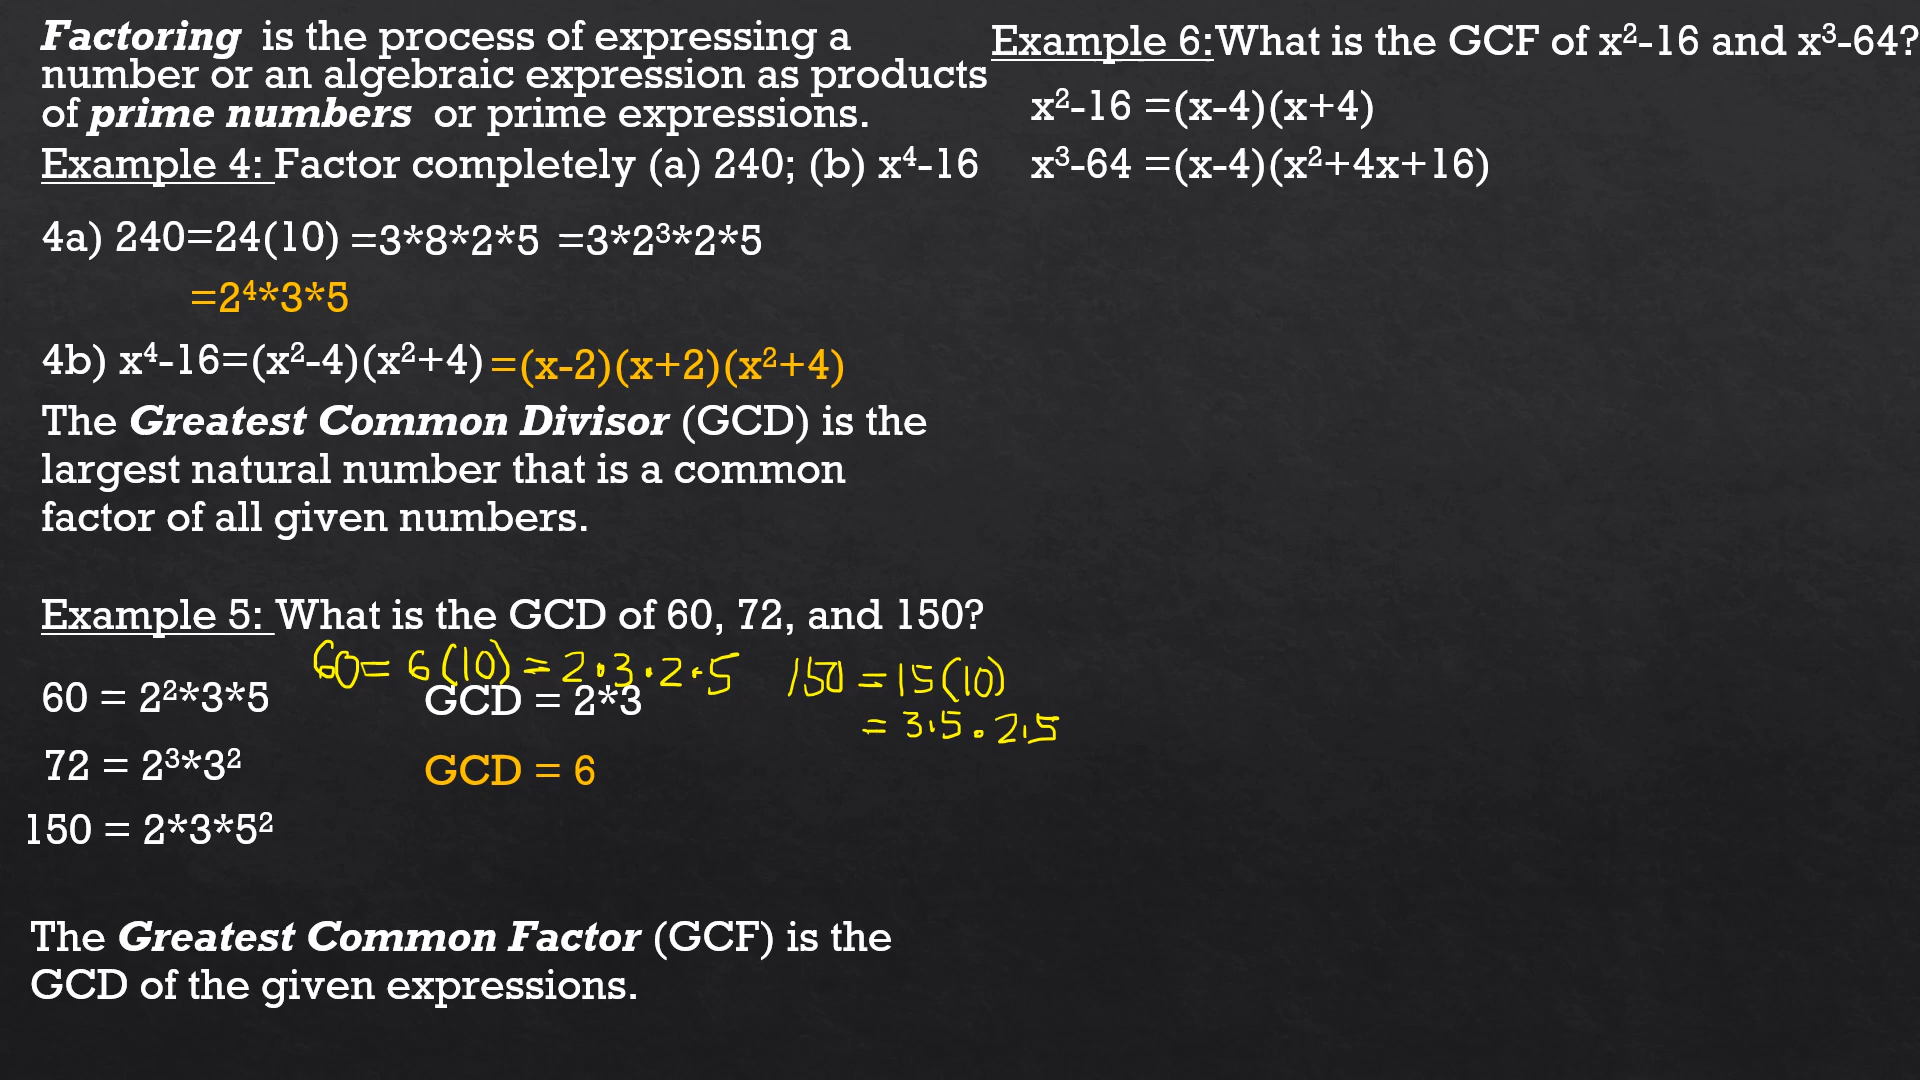 Factoring is the process of expressing a
number or an algebraic expression as products
of prime numbers or prime expressions.
Example 4: Factor completely (a) 240; (b) x⁴-16
4a) 240=24(10) =3*8*2*5 =3*2³*2*5
=2⁴*3*5
4b) x⁴-16=(x²-4)(x²+4) =(x-2)(x+2)(x²+4)
The Greatest Common Divisor (GCD) is the
largest natural number that is a common
factor of all given numbers.
Example 5: What is the GCD of 60, 72, and 150?
60 = 6(10) = 2·3·2·5
150 = 15(10)
= 3·5·2·5
60 = 2²*3*5
GCD = 2*3
72 = 2³*3²
GCD = 6
150 = 2*3*5²
The Greatest Common Factor (GCF) is the
GCD of the given expressions.
Example 6:What is the GCF of x²-16 and x³-64?
x²-16 =(x-4)(x+4)
x³-64 =(x-4)(x²+4x+16)